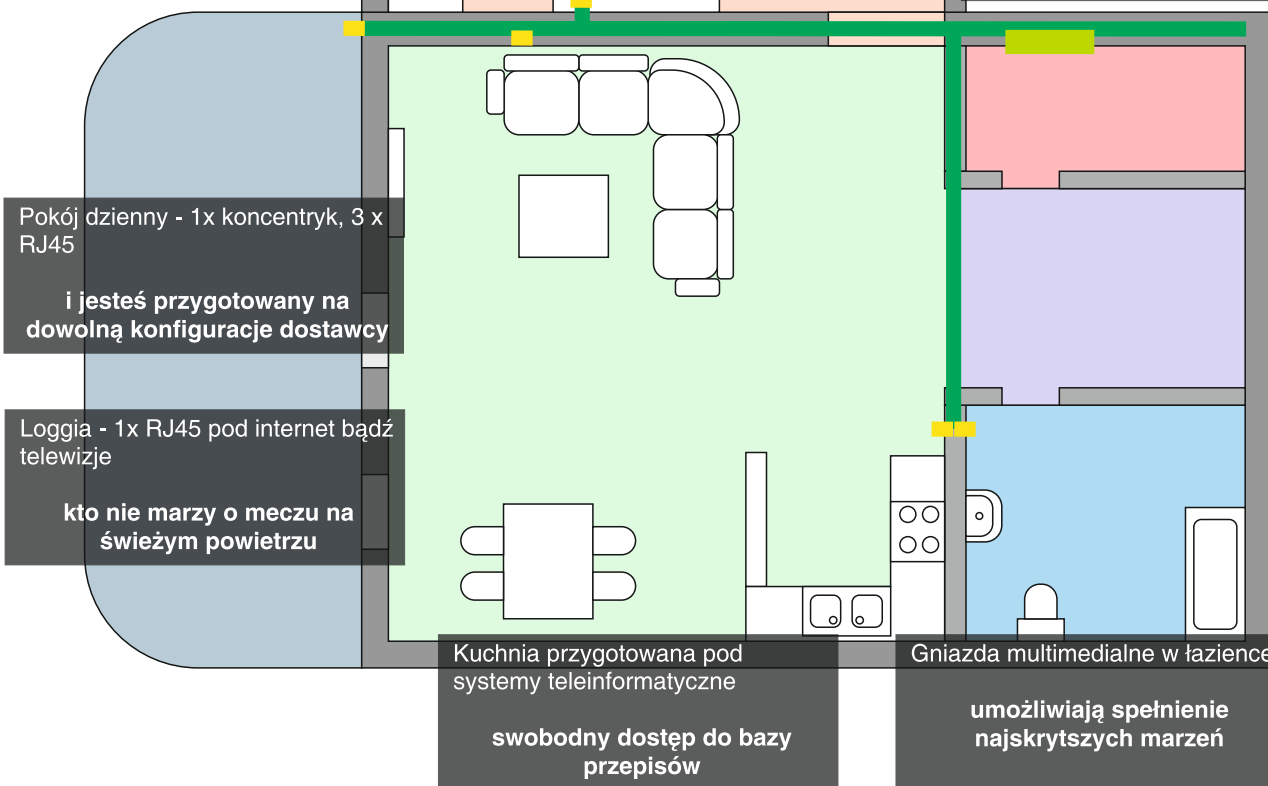 Pokój dzienny - 1x koncentryk, 3 x
RJ45
i jesteś przygotowany na
dowolną konfiguracje dostawcy
Loggia - 1x RJ45 pod internet bądź
telewizje
kto nie marzy o meczu na
świeżym powietrzu
Kuchnia przygotowana pod
systemy teleinformatyczne
swobodny dostęp do bazy
przepisów
Gniazda multimedialne w łazience
umożliwiają spełnienie
najskrytszych marzeń